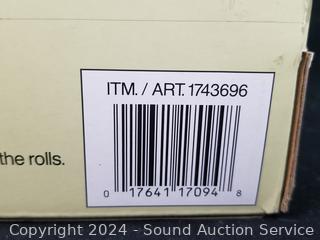 ITM. / ART. 1743696
the rolls.
0 17641 17094 8
Copyright © 2024 - Sound Auction Service